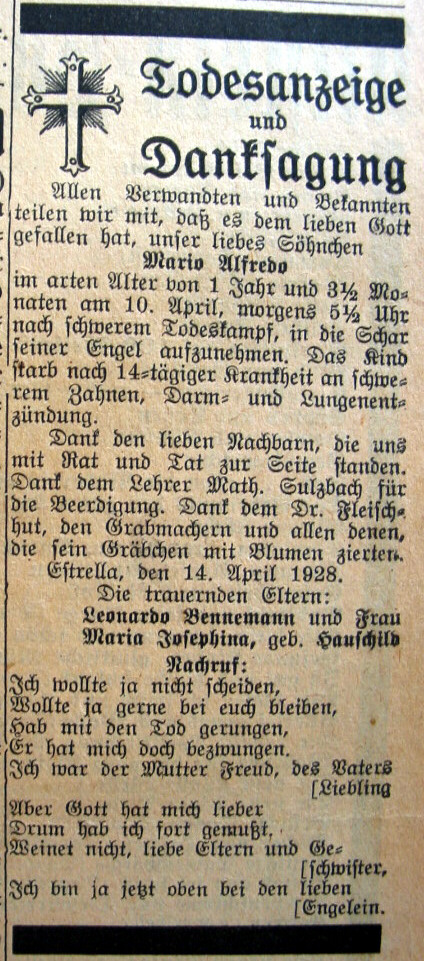 Todesanzeige
und
Danksagung
Allen Verwandten und Bekannten
teilen wir mit, daß es dem lieben Gott
gefallen hat, unser liebes Söhnchen
Mario Alfredo
im arten Alter von 1 Jahr und 3½ Mo-
naten am 10. April, morgens 5½ Uhr
nach schwerem Todeskampf, in die Schar
seiner Engel aufzunehmen. Das Kind
starb nach 14-tägiger Krankheit an schwe-
rem Zahnen, Darm- und Lungenent-
zündung.
Dank den lieben Nachbarn, die uns
mit Rat und Tat zur Seite standen.
Dank dem Lehrer Math. Sulzbach für
die Beerdigung. Dank dem Dr. Fleisch-
hut, den Grabmachern und allen denen,
die sein Gräbchen mit Blumen zierten.
Estrella, den 14. April 1928.
Die trauernden Eltern:
Leonardo Bennemann und Frau
Maria Josephina, geb. Hauschild
Nachruf:
Ich wollte ja nicht scheiden,
Wollte ja gerne bei euch bleiben,
Hab mit den Tod gerungen,
Er hat mich doch bezwungen.
Ich war der Mutter Freud, des Vaters
[Liebling
Aber Gott hat mich lieber
Drum hab ich fort gemußt.
Weinet nicht, liebe Eltern und Ge-
[schwister,
Ich bin ja jetzt oben bei den lieben
[Engelein.